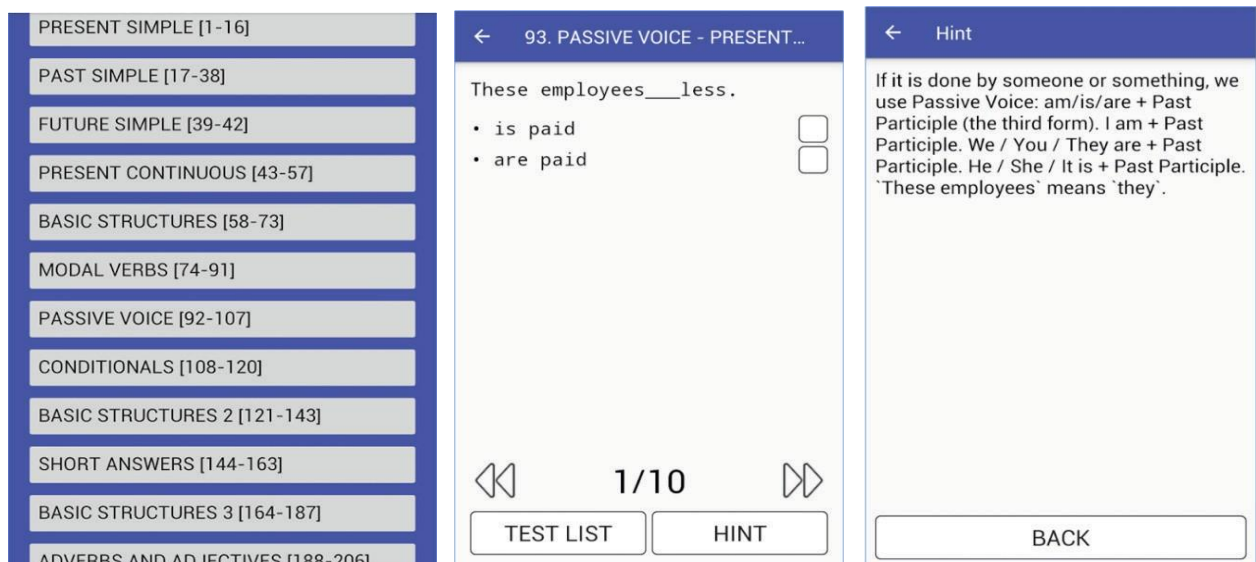 PRESENT SIMPLE [1-16]
PAST SIMPLE [17-38]
FUTURE SIMPLE [39-42]
PRESENT CONTINUOUS [43-57]
BASIC STRUCTURES [58-73]
MODAL VERBS [74-91]
PASSIVE VOICE [92-107]
CONDITIONALS [108-120]
BASIC STRUCTURES 2 [121-143]
SHORT ANSWERS [144-163]
BASIC STRUCTURES 3 [164-187]
ADVERBS AND ADJECTIVES [188-206]
93. PASSIVE VOICE - PRESENT...
These employees___less.
• is paid
• are paid
1/10
TEST LIST HINT
Hint
If it is done by someone or something, we
use Passive Voice: am/is/are + Past
Participle (the third form). I am + Past
Participle. We / You / They are + Past
Participle. He / She / It is + Past Participle.
`These employees` means `they`.
BACK